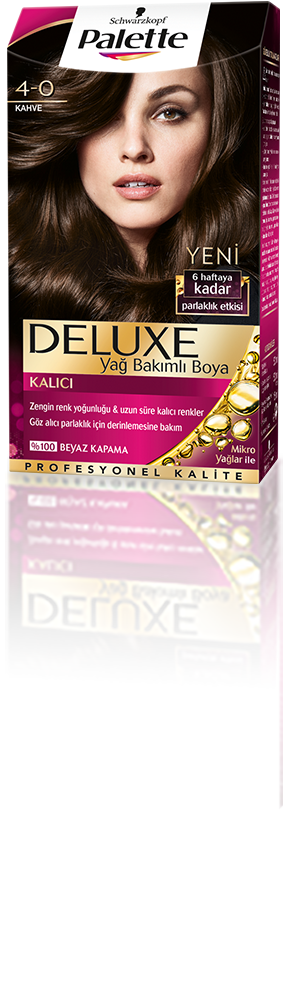 Schwarzkopf
Palette
4-0
KAHVE
YENİ
6 haftaya
kadar
parlaklık etkisi
DELUXE
Yağ Bakımlı Boya
KALICI
Zengin renk yoğunluğu & uzun süre kalıcı renkler
Göz alıcı parlaklık için derinlemesine bakım
%100 BEYAZ KAPAMA
Mikro
Yağlar ile
PROFESYONEL KALİTE